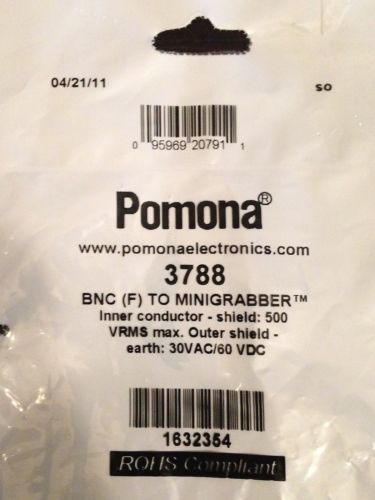 04/21/11
so
0 95969 20791 1
Pomona®
www.pomonaelectronics.com
3788
BNC (F) TO MINIGRABBER™
Inner conductor - shield: 500
VRMS max. Outer shield -
earth: 30VAC/60 VDC
1632354
ROHS Compliant